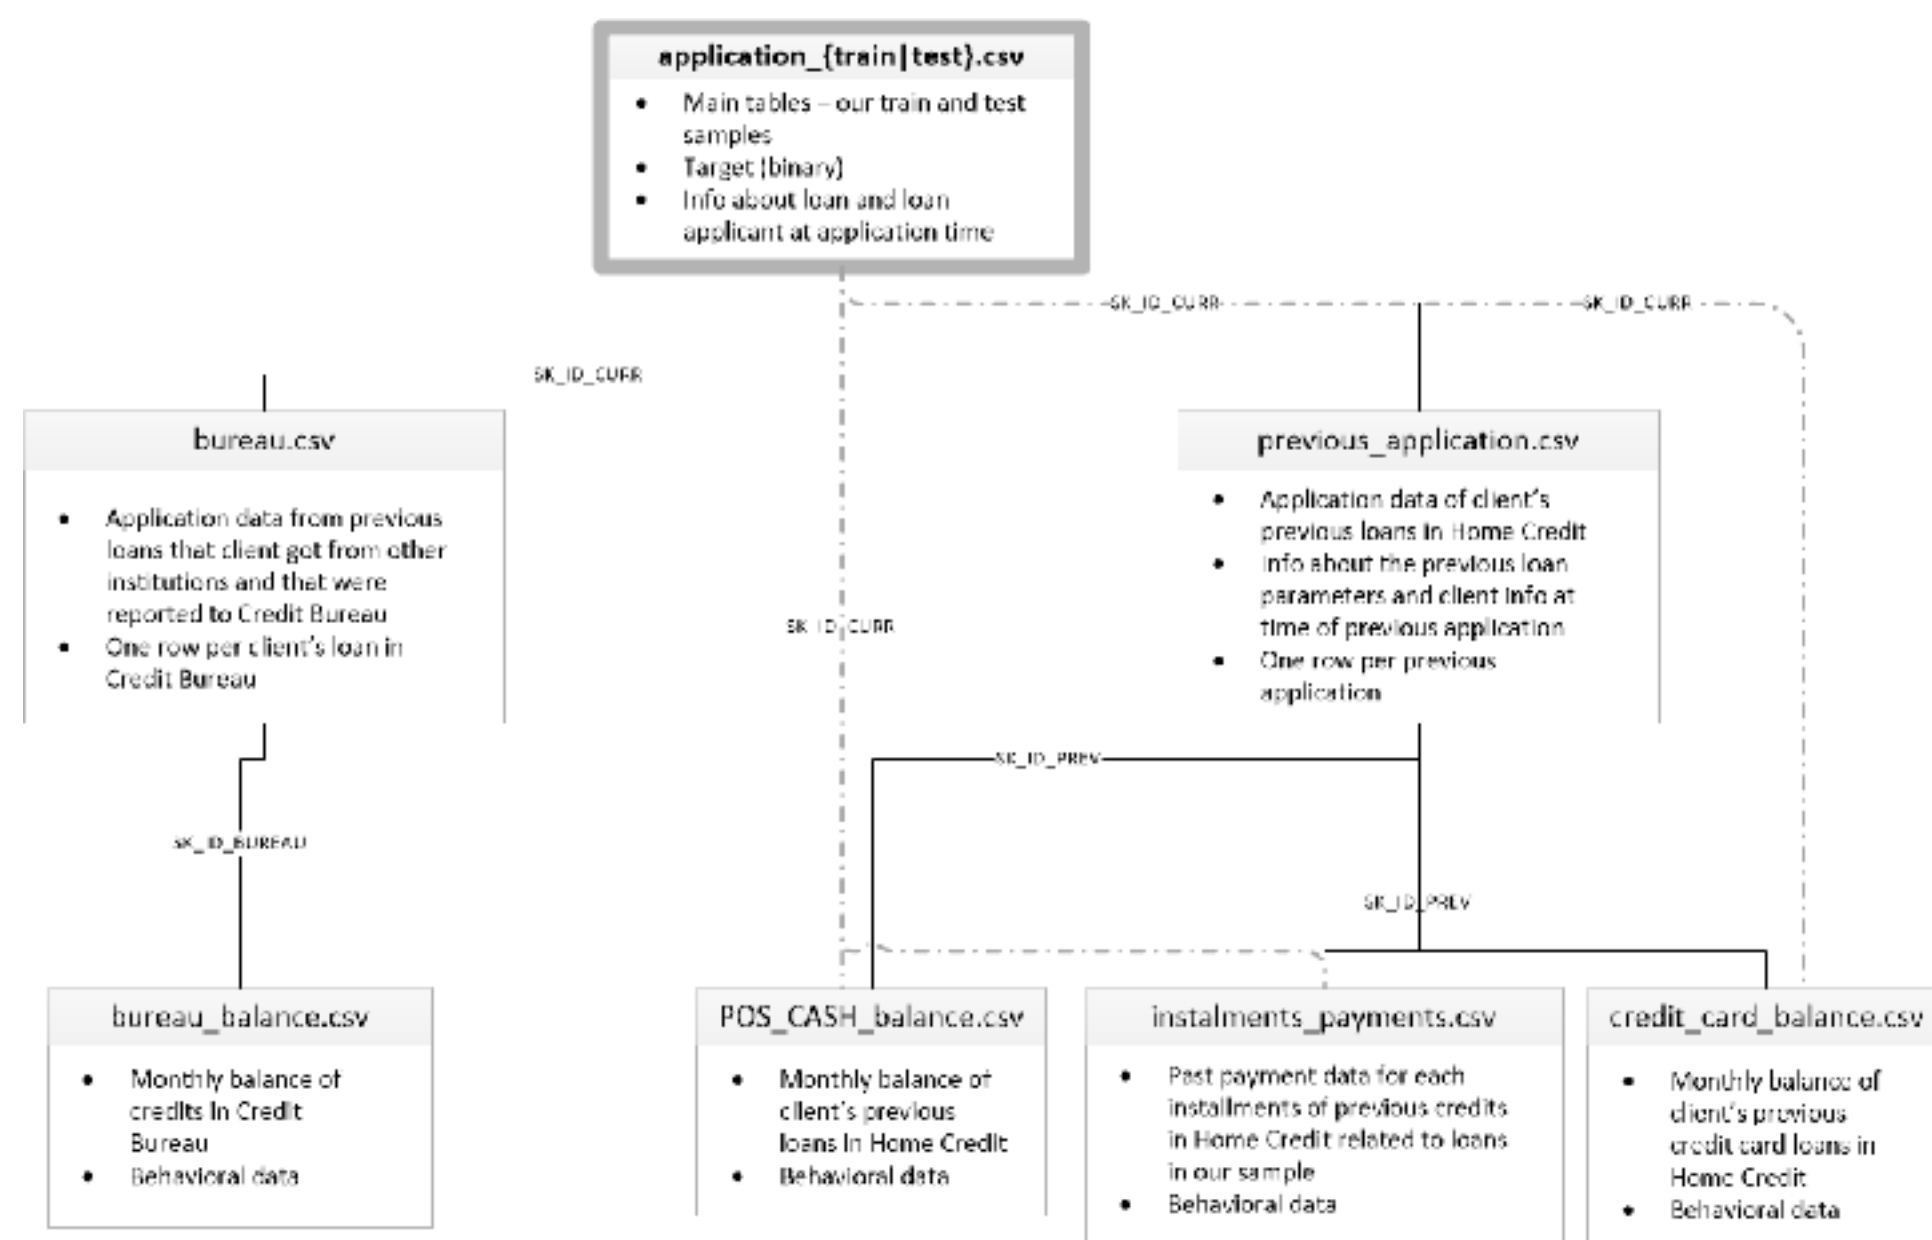 application_{train|test}.csv
• Main tables – our train and test
samples
• Target (binary)
• Info about loan and loan
applicant at application time
SK_ID_CURR
SK_ID_CURR
SK_ID_CURR
bureau.csv
• Application data from previous
loans that client got from other
institutions and that were
reported to Credit Bureau
• One row per client's loan in
Credit Bureau
previous_application.csv
• Application data of client's
previous loans in Home Credit
• Info about the previous loan
parameters and client info at
time of previous application
• One row per previous
application
SK_ID_CURR
SK_ID_PREV
SK_ID_BUREAU
SK_ID_PREV
bureau_balance.csv
• Monthly balance of
credits in Credit
Bureau
• Behavioral data
POS_CASH_balance.csv
• Monthly balance of
client's previous
loans in Home Credit
• Behavioral data
instalments_payments.csv
• Past payment data for each
installments of previous credits
in Home Credit related to loans
in our sample
• Behavioral data
credit_card_balance.csv
• Monthly balance of
client's previous
credit card loans in
Home Credit
• Behavioral data